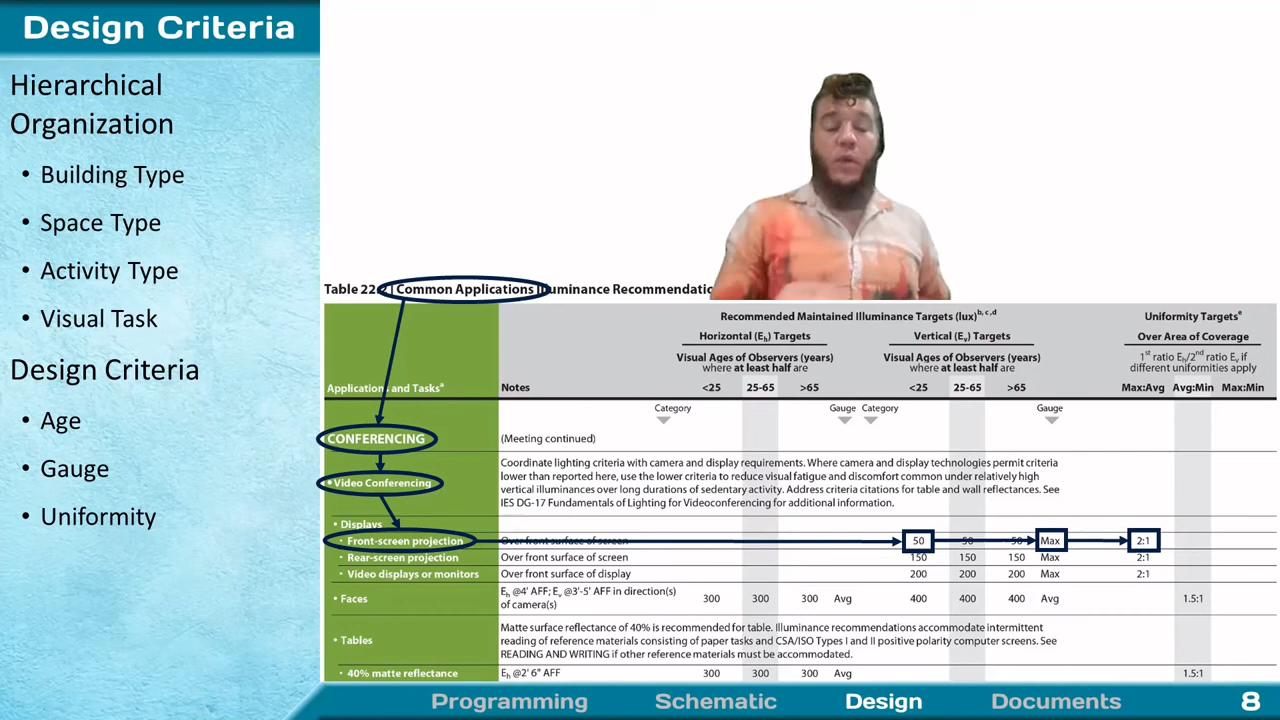 Design Criteria
Hierarchical
Organization
• Building Type
• Space Type
• Activity Type
• Visual Task
Design Criteria
• Age
• Gauge
• Uniformity
Table 22.2 | Common Applications Illuminance Recommendatio
Recommended Maintained Illuminance Targets (lux)b,c,d
Uniformity Targetse
Horizontal (Eh) Targets
Vertical (Ev) Targets
Over Area of Coverage
Visual Ages of Observers (years)
where at least half are
Visual Ages of Observers (years)
where at least half are
1st ratio Eh/2nd ratio Ev if
different uniformities apply
Applications and Tasksa Notes <25 25-65 >65 <25 25-65 >65 Max:Avg Avg:Min Max:Min
Category Gauge Category Gauge
CONFERENCING (Meeting continued)
• Video Conferencing
Coordinate lighting criteria with camera and display requirements. Where camera and display technologies permit criteria
lower than reported here, use the lower criteria to reduce visual fatigue and discomfort common under relatively high
vertical illuminances over long durations of sedentary activity. Address criteria citations for table and wall reflectances. See
IES DG-17 Fundamentals of Lighting for Videoconferencing for additional information.
• Displays
• Front-screen projection Over front surface of screen 50 50 50 Max 2:1
• Rear-screen projection Over front surface of screen 150 150 150 Max 2:1
• Video displays or monitors Over front surface of display 200 200 200 Max 2:1
• Faces
Eh @4' AFF; Ev @3'-5' AFF in direction(s)
of camera(s)
300 300 300 Avg 400 400 400 Avg 1.5:1
• Tables
Matte surface reflectance of 40% is recommended for table. Illuminance recommendations accommodate intermittent
reading of reference materials consisting of paper tasks and CSA/ISO Types I and II positive polarity computer screens. See
READING AND WRITING if other reference materials must be accommodated.
• 40% matte reflectance Eh @2' 6" AFF 300 300 300 Avg 1.5:1
Programming Schematic Design Documents 8